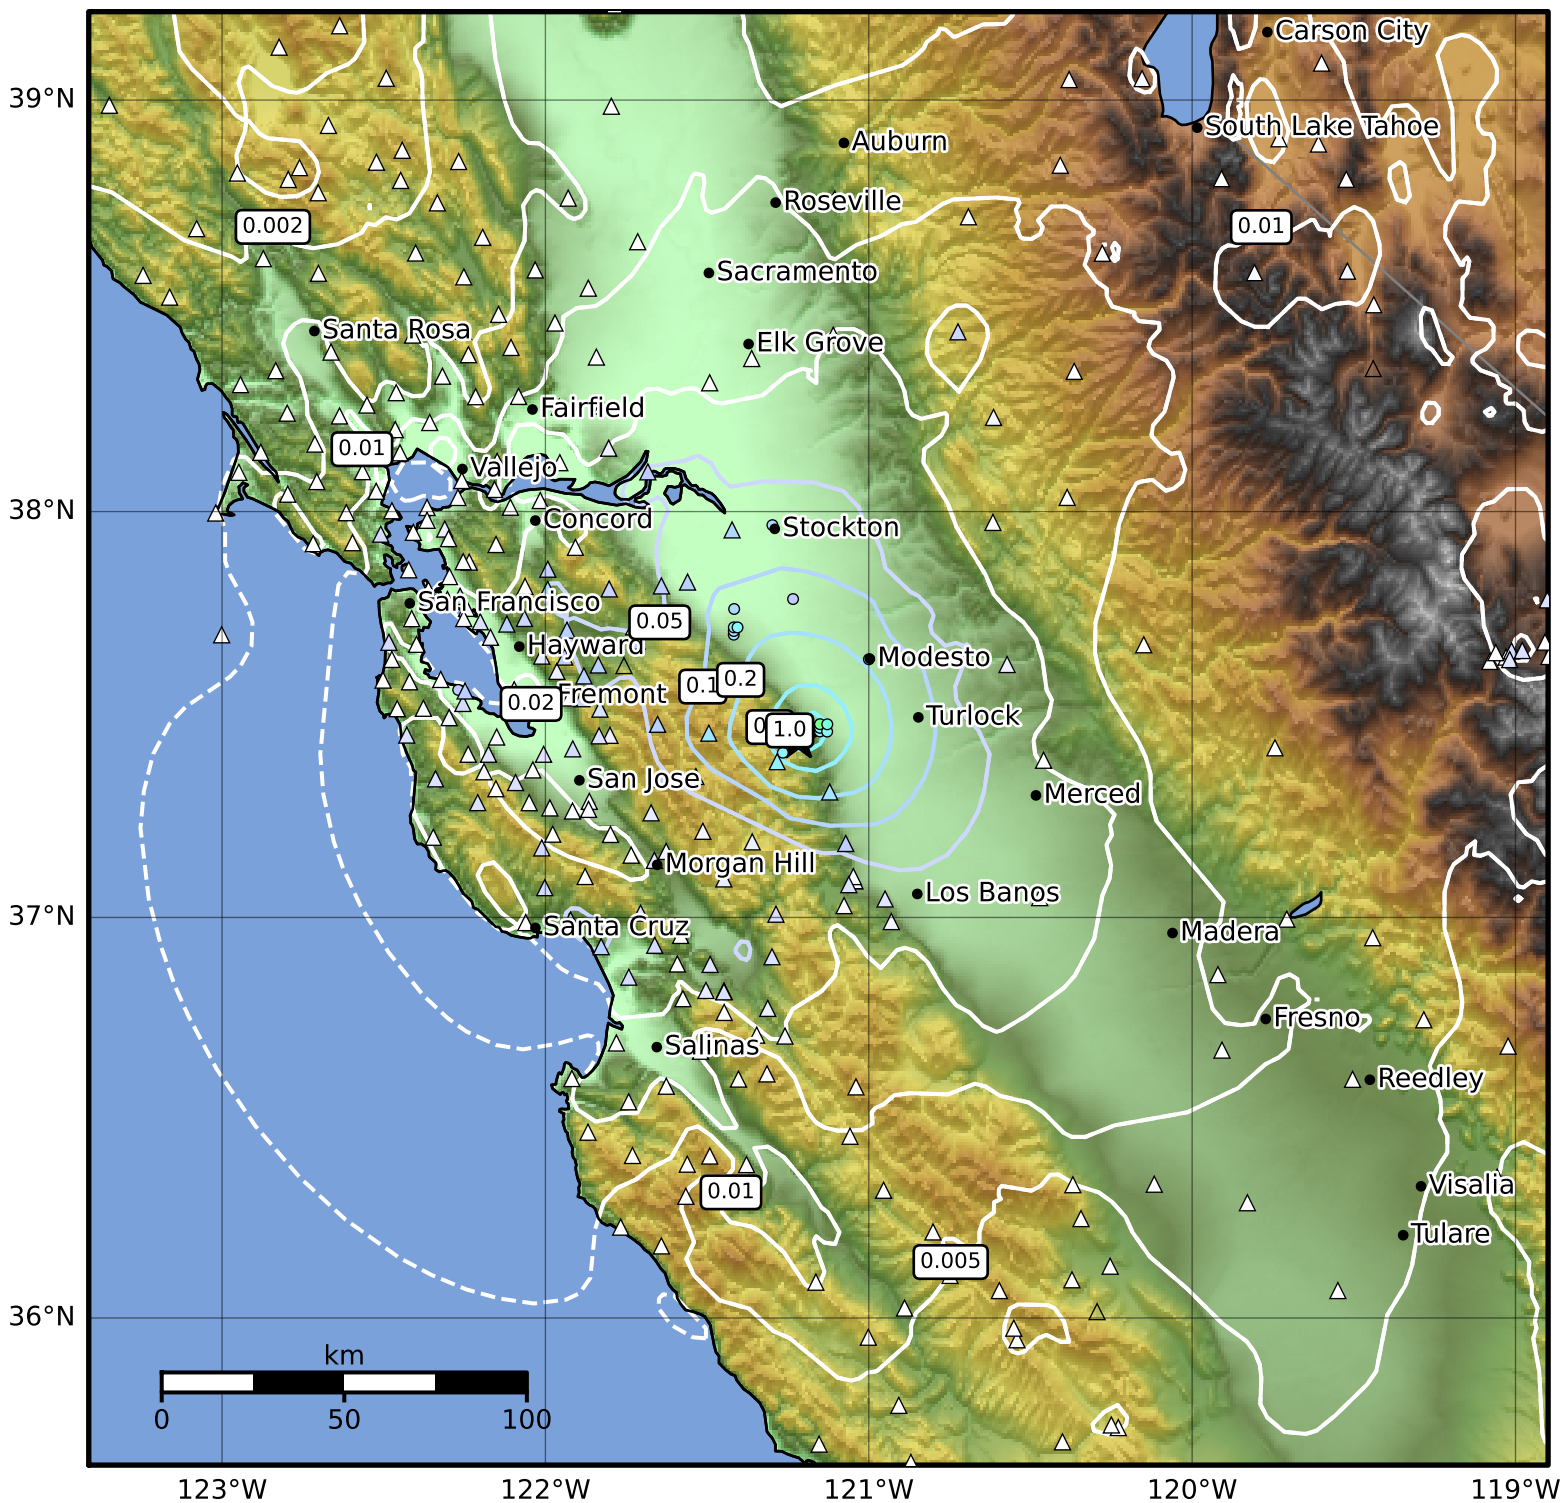 Carson City
39°N
South Lake Tahoe
Auburn
Roseville
0.002
0.01
Sacramento
Santa Rosa
Elk Grove
Fairfield
0.01
Vallejo
38°N
Concord
Stockton
San Francisco
0.05
Hayward
Modesto
0.1
0.2
Fremont
0.02
Turlock
1.0
San Jose
Merced
Morgan Hill
Los Banos
37°N
Santa Cruz
Madera
Fresno
Salinas
Reedley
Visalia
0.01
Tulare
0.005
36°N
km
0 50 100
123°W 122°W 121°W 120°W 119°W